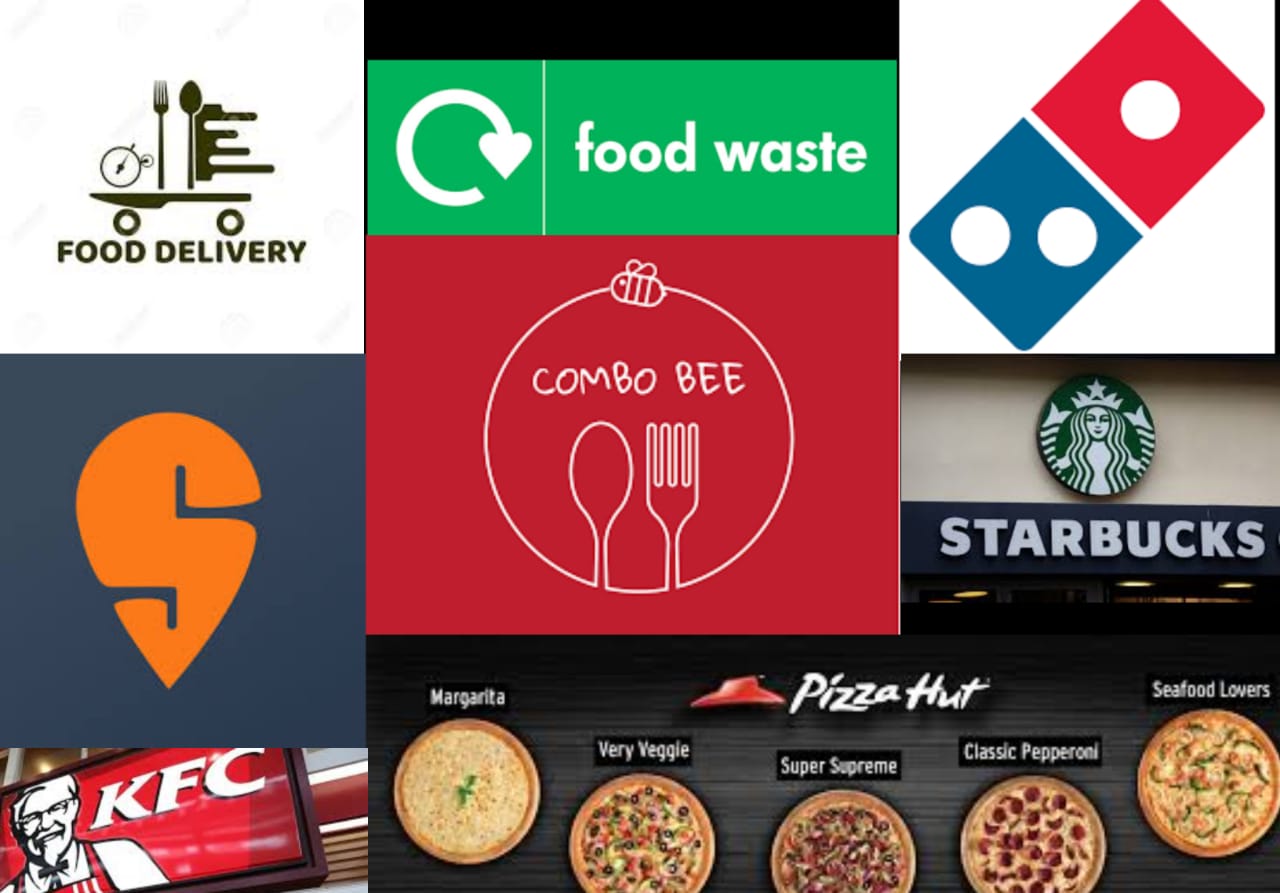 FOOD DELIVERY
food waste
COMBO BEE
STARBUCKS
KFC
Pizza Hut
Margarita
Very Veggie
Super Supreme
Classic Pepperoni
Seafood Lovers